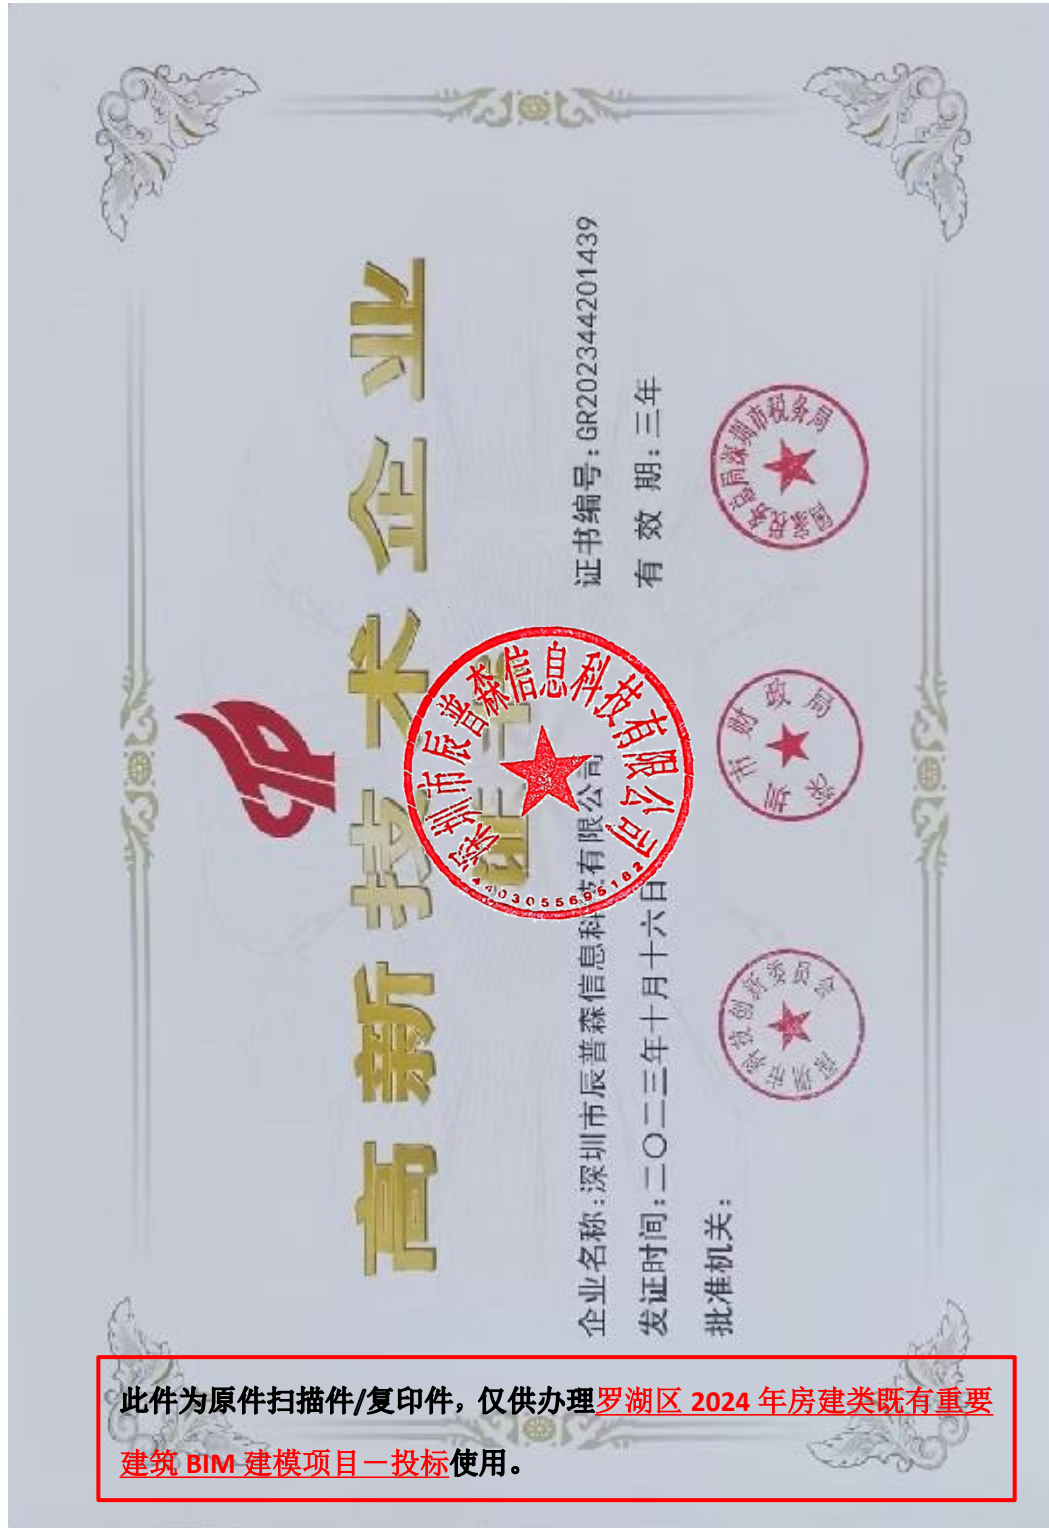 高新技术企业
证书
企业名称：深圳市辰普森信息科技有限公司
证书编号：GR202344201439
发证时间：二〇二三年十月十六日
有 效 期：三年
批准机关：
深圳市科技创新委员会
深圳市财政局
国家税务总局深圳市税务局
深圳市辰普森信息科技有限公司
4403055695182
此件为原件扫描件/复印件，仅供办理罗湖区 2024 年房建类既有重要
建筑 BIM 建模项目－投标使用。